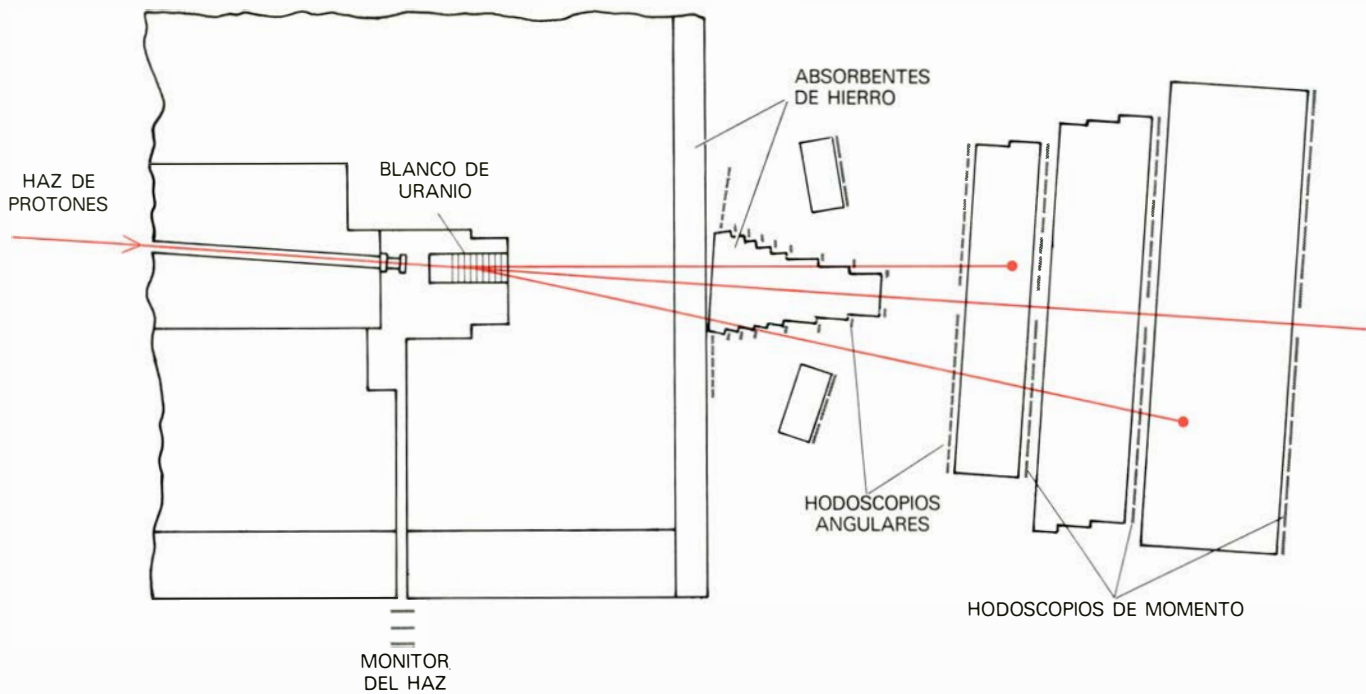 ABSORBENTES
DE HIERRO
BLANCO DE
URANIO
HAZ DE
PROTONES
HODOSCOPIOS
ANGULARES
HODOSCOPIOS DE MOMENTO
MONITOR
DEL HAZ